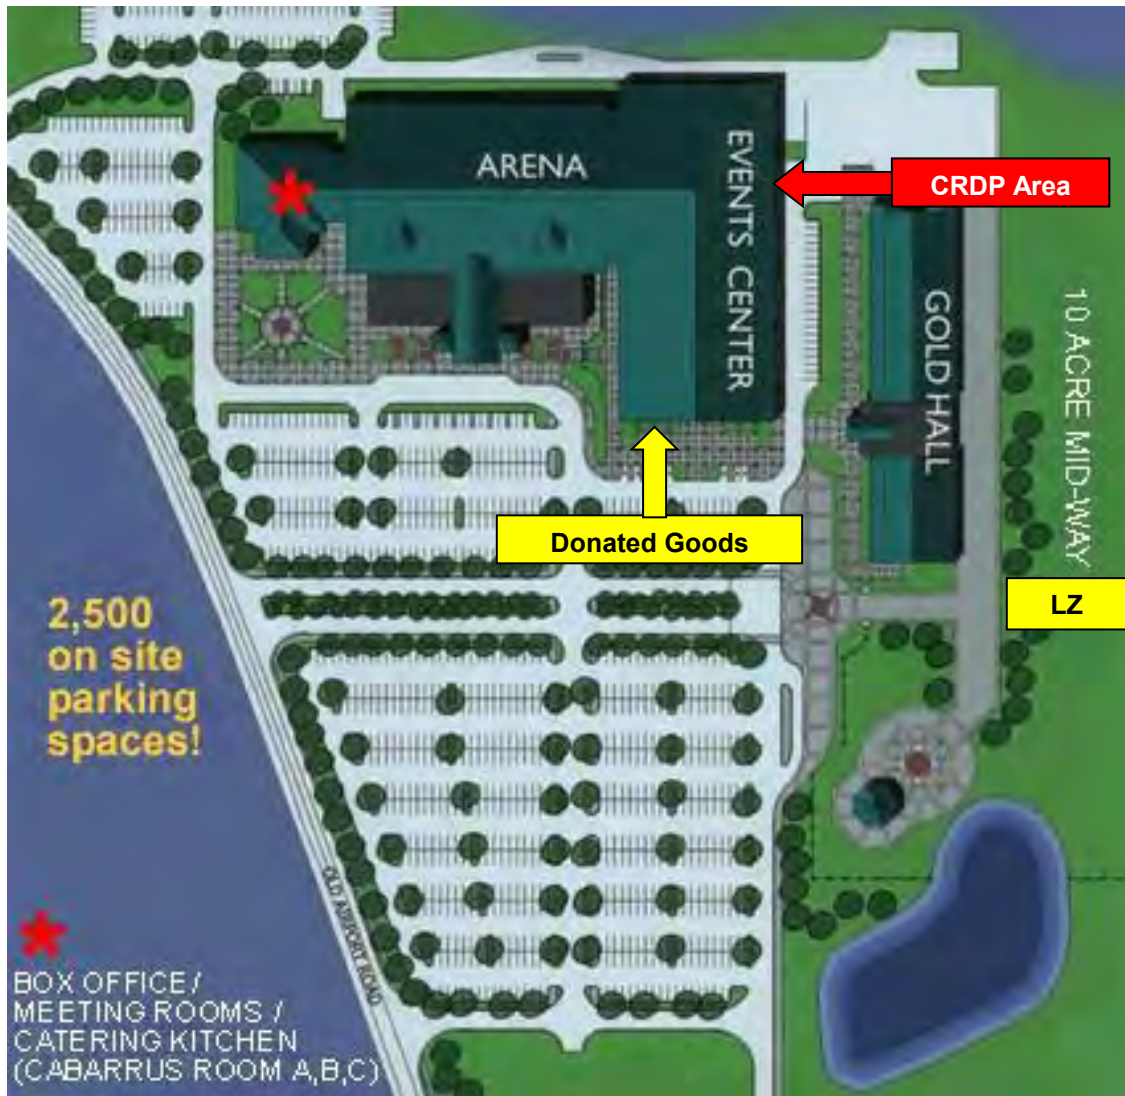 ARENA
EVENTS CENTER
CRDP Area
GOLD HALL
10 ACRE MID-WAY
Donated Goods
LZ
2,500
on site
parking
spaces!
OLD AIRPORT ROAD
BOX OFFICE /
MEETING ROOMS /
CATERING KITCHEN
(CABARRUS ROOM A,B,C)